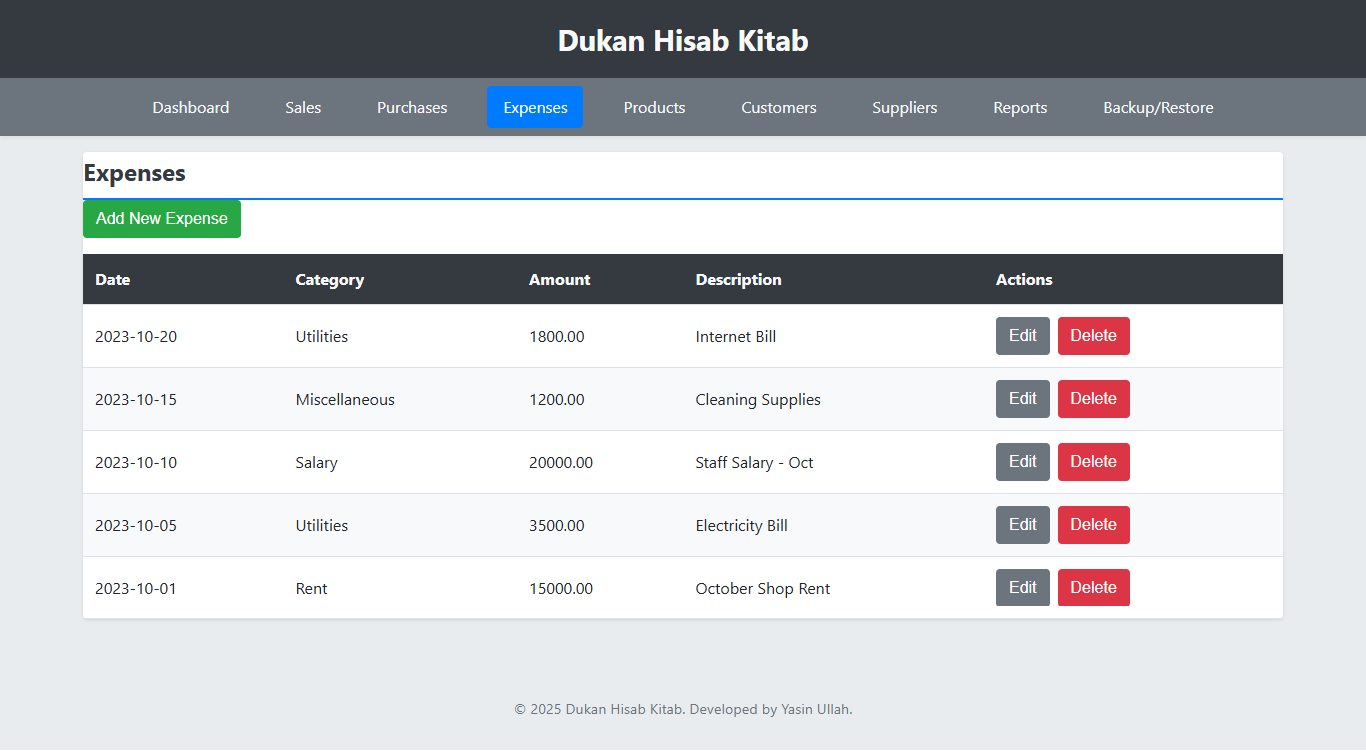 Dukan Hisab Kitab
Dashboard Sales Purchases Expenses Products Customers Suppliers Reports Backup/Restore
Expenses
Add New Expense
Date Category Amount Description Actions
2023-10-20 Utilities 1800.00 Internet Bill Edit Delete
2023-10-15 Miscellaneous 1200.00 Cleaning Supplies Edit Delete
2023-10-10 Salary 20000.00 Staff Salary - Oct Edit Delete
2023-10-05 Utilities 3500.00 Electricity Bill Edit Delete
2023-10-01 Rent 15000.00 October Shop Rent Edit Delete
© 2025 Dukan Hisab Kitab. Developed by Yasin Ullah.